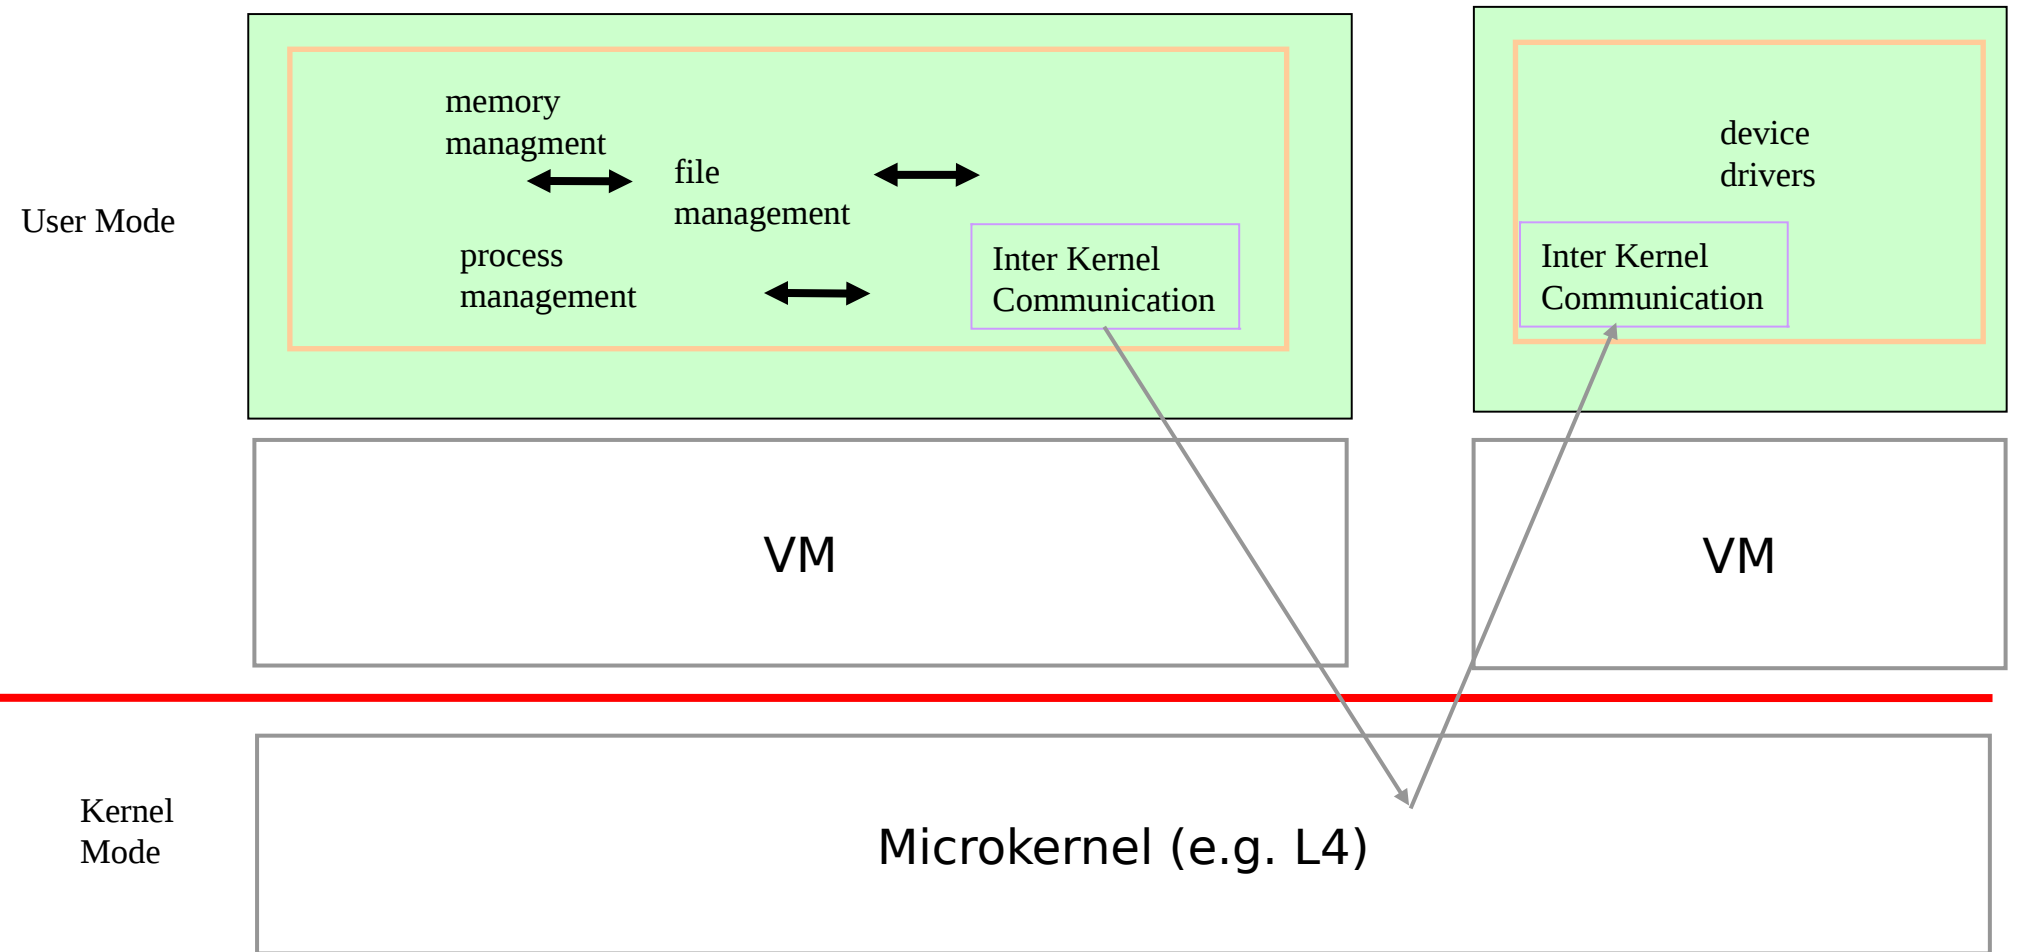 memory
managment
file
management
process
management
Inter Kernel
Communication
device
drivers
Inter Kernel
Communication
User Mode
VM
VM
Kernel
Mode
Microkernel (e.g. L4)